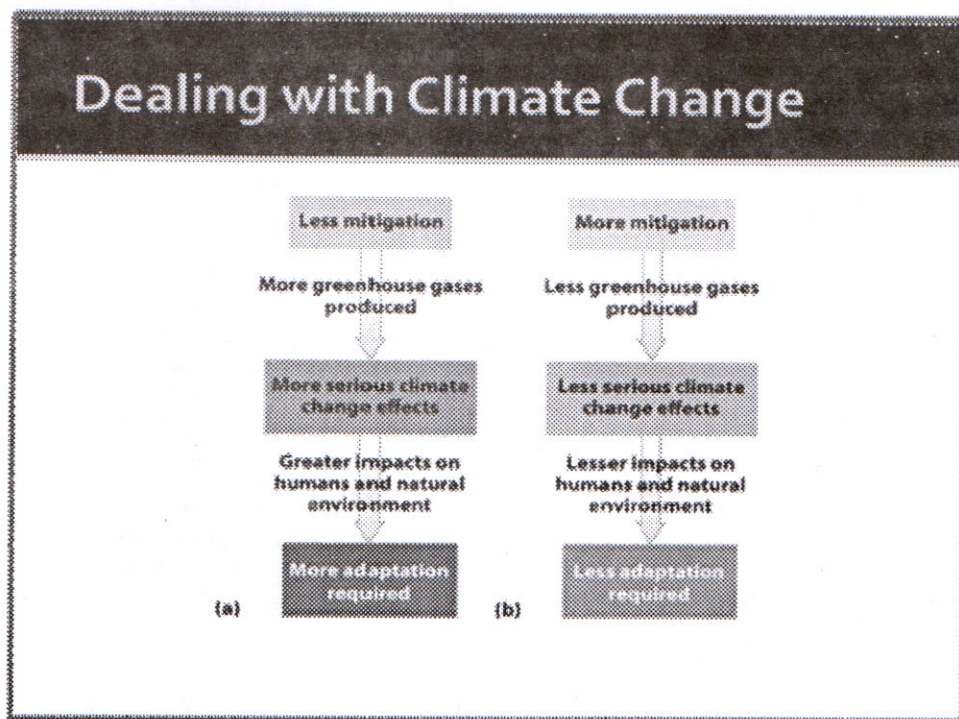 Dealing with Climate Change
Less mitigation
More greenhouse gases
produced
More serious climate
change effects
Greater impacts on
humans and natural
environment
More adaptation
required
(a)
More mitigation
Less greenhouse gases
produced
Less serious climate
change effects
Lesser impacts on
humans and natural
environment
Less adaptation
required
(b)